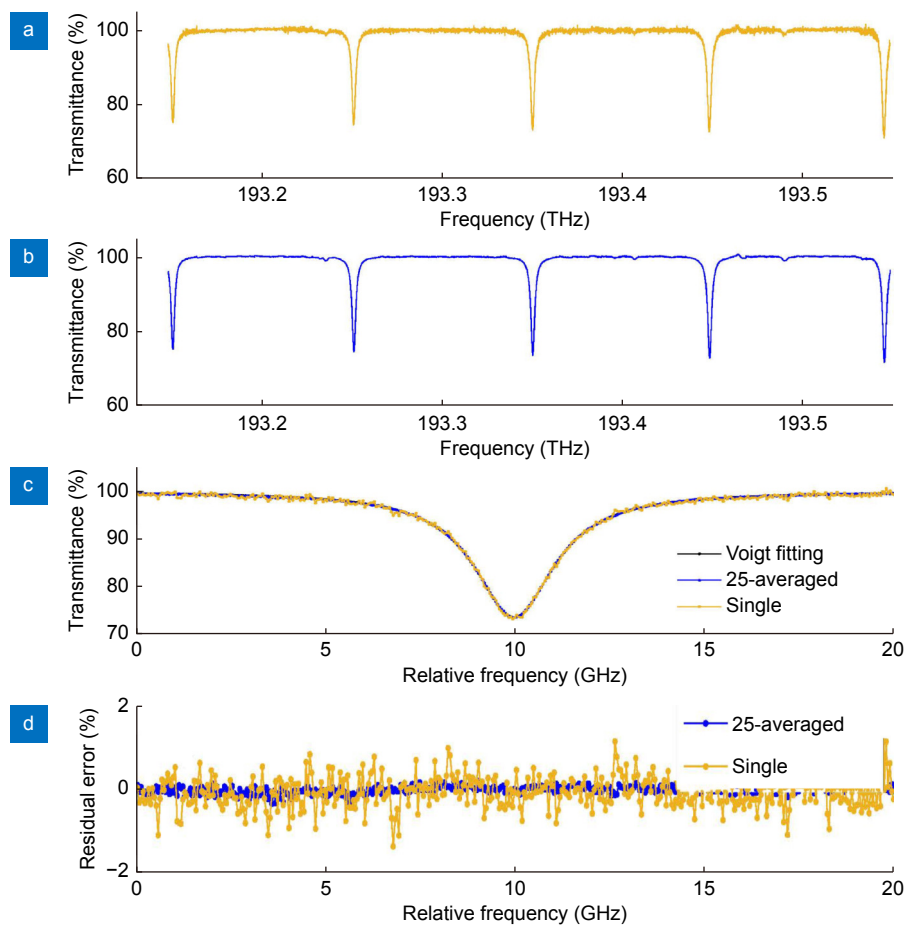 a
Transmittance (%)
100
80
60
193.2
193.3
193.4
193.5
Frequency (THz)
b
Transmittance (%)
100
80
60
193.2
193.3
193.4
193.5
Frequency (THz)
c
Transmittance (%)
100
90
80
70
Voigt fitting
25-averaged
Single
0
5
10
15
20
Relative frequency (GHz)
d
Residual error (%)
2
0
−2
25-averaged
Single
0
5
10
15
20
Relative frequency (GHz)